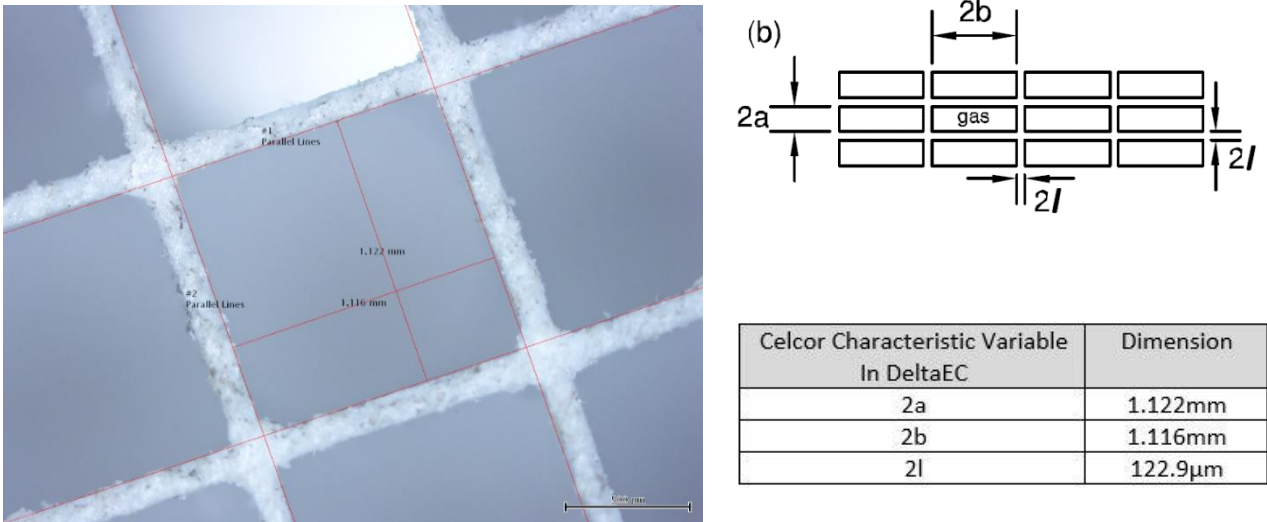 #1
Parallel Lines
1.122 mm
#2
Parallel Lines
1.116 mm
(b)
2b
2a
gas
2l
2l
Celcor Characteristic Variable
In DeltaEC
Dimension
2a
1.122mm
2b
1.116mm
2l
122.9µm